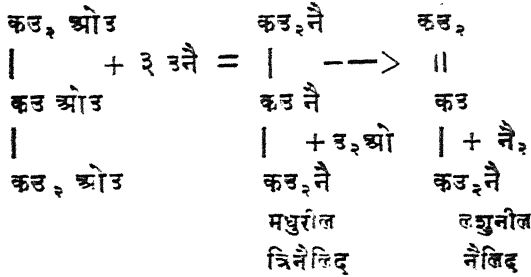 कउ₂ ओउ कउ₂नै कउ₂
| + ३ उनै = | --> ॥
कउ ओउ कउ नै कउ
| | + उ₂ओ | + नै₂
कउ₂ ओउ कउ₂नै कउ₂नै
मधुरील लशुनील
त्रिनैलिद् नैलिद्